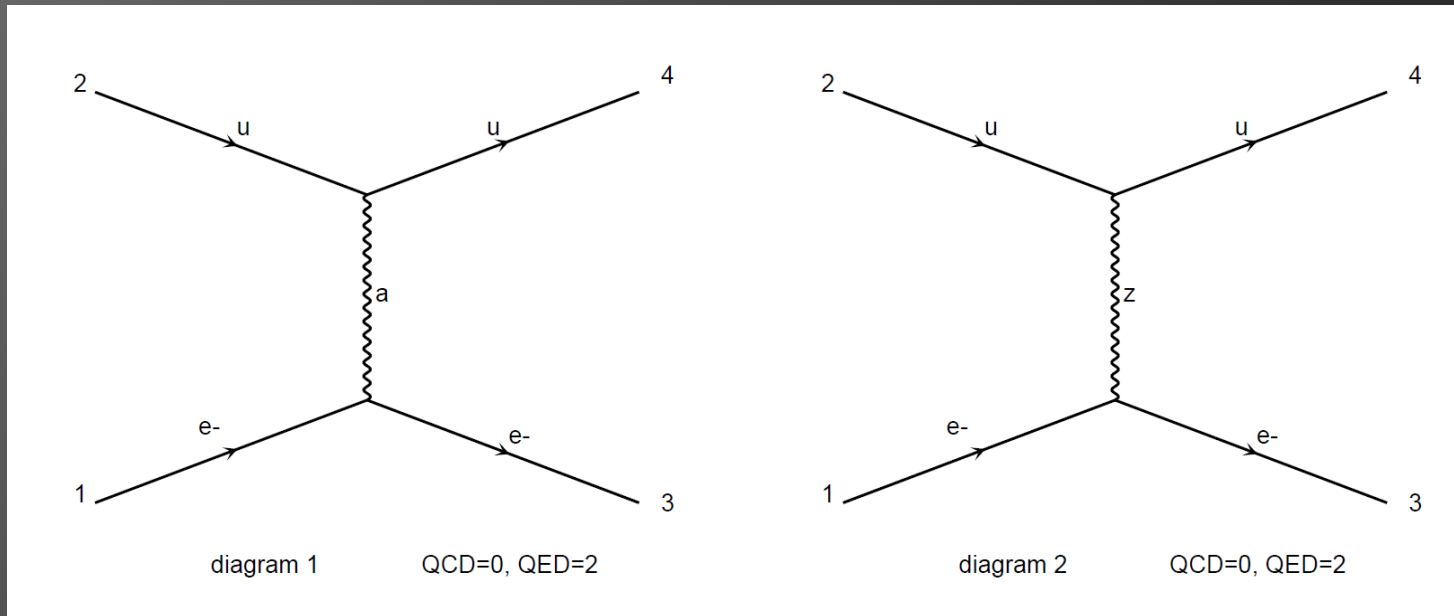 2
u
u
4
a
e-
e-
1
3
diagram 1 QCD=0, QED=2
2
u
u
4
z
e-
e-
1
3
diagram 2 QCD=0, QED=2